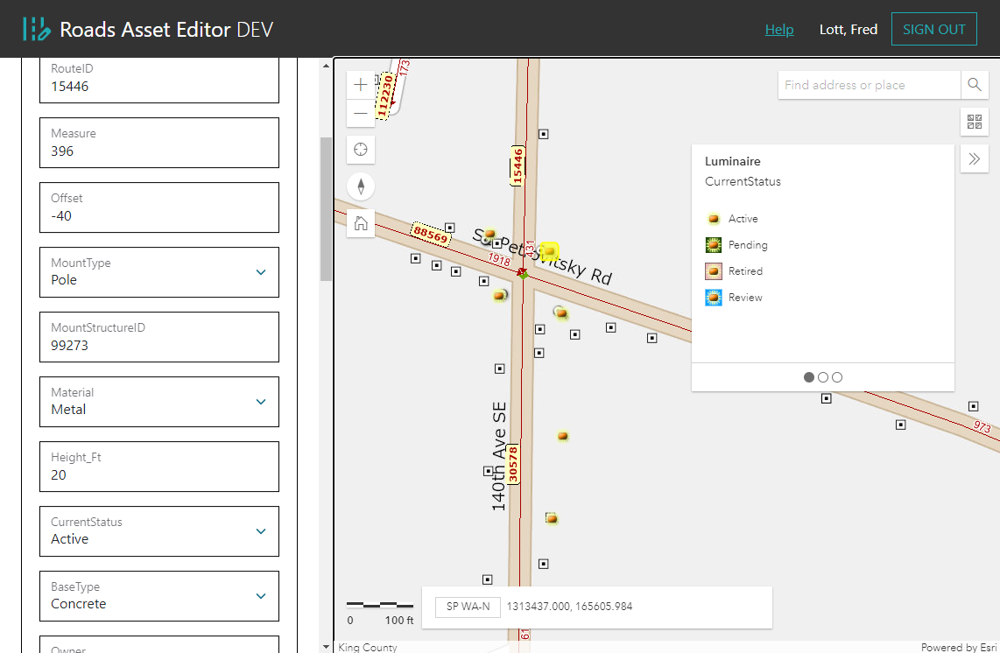 Roads Asset Editor DEV
Help
Lott, Fred
SIGN OUT
RouteID
15446
Measure
396
Offset
-40
MountType
Pole
MountStructureID
99273
Material
Metal
Height_Ft
20
CurrentStatus
Active
BaseType
Concrete
Owner
173
112230
15446
88569
1918
431
Petrovitsky Rd
140th Ave SE
30578
973
61
Find address or place
Luminaire
CurrentStatus
Active
Pending
Retired
Review
0 100 ft
SP WA-N 1313437.000, 165605.984
King County
Powered by Esri